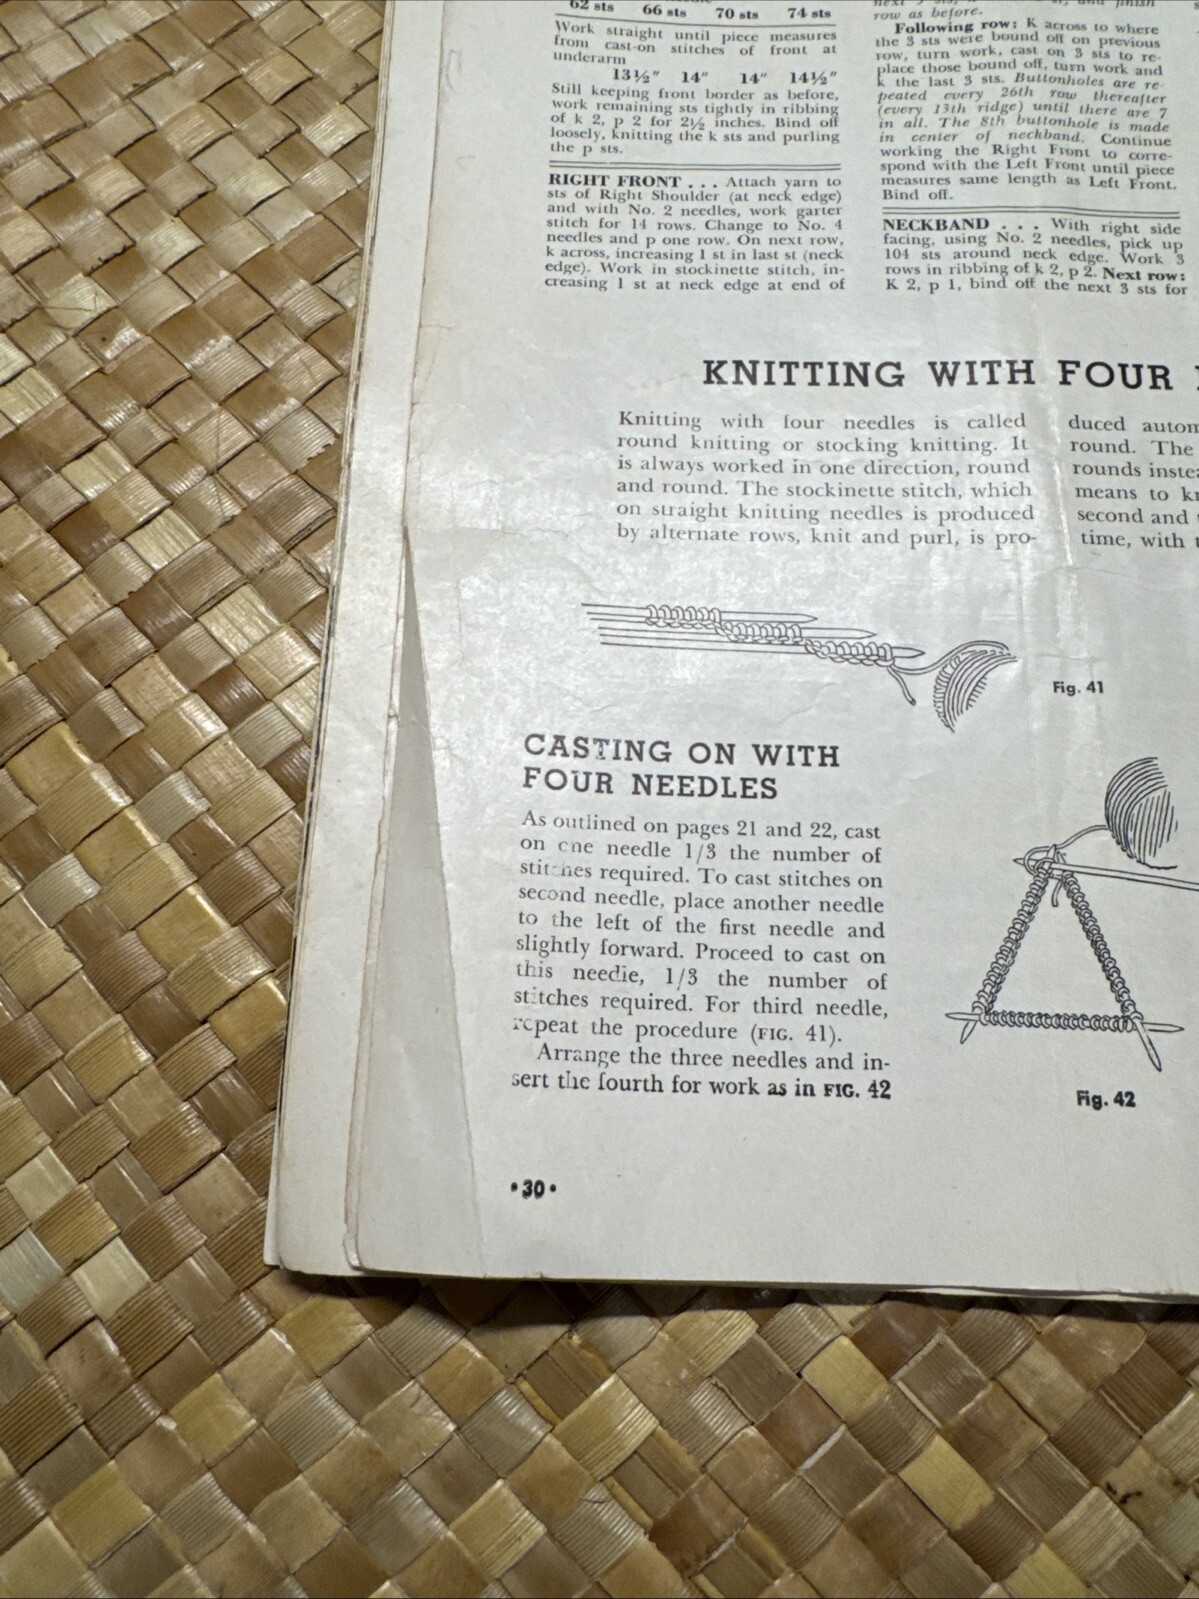 62 sts 66 sts 70 sts 74 sts
Work straight until piece measures
from cast-on stitches of front at
underarm
13½" 14" 14" 14½"
Still keeping front border as before,
work remaining sts tightly in ribbing
of k 2, p 2 for 2½ inches. Bind off
loosely, knitting the k sts and purling
the p sts.
RIGHT FRONT . . . Attach yarn to
sts of Right Shoulder (at neck edge)
and with No. 2 needles, work garter
stitch for 14 rows. Change to No. 4
needles and p one row. On next row,
k across, increasing 1 st in last st (neck
edge). Work in stockinette stitch, in-
creasing 1 st at neck edge at end of
and finish
row as before.
Following row: K across to where
the 3 sts were bound off on previous
row, turn work, cast on 3 sts to re-
place those bound off, turn work and
k the last 3 sts. Buttonholes are re-
peated every 26th row thereafter
(every 13th ridge) until there are 7
in all. The 8th buttonhole is made
in center of neckband. Continue
working the Right Front to corre-
spond with the Left Front until piece
measures same length as Left Front.
Bind off.
NECKBAND . . . With right side
facing, using No. 2 needles, pick up
104 sts around neck edge. Work 3
rows in ribbing of k 2, p 2. Next row:
K 2, p 1, bind off the next 3 sts for
KNITTING WITH FOUR
Knitting with four needles is called
round knitting or stocking knitting. It
is always worked in one direction, round
and round. The stockinette stitch, which
on straight knitting needles is produced
by alternate rows, knit and purl, is pro-
duced autom
round. The
rounds instea
means to kn
second and
time, with t
Fig. 41
CASTING ON WITH
FOUR NEEDLES
As outlined on pages 21 and 22, cast
on one needle 1/3 the number of
stitches required. To cast stitches on
second needle, place another needle
to the left of the first needle and
slightly forward. Proceed to cast on
this needle, 1/3 the number of
stitches required. For third needle,
repeat the procedure (FIG. 41).
Arrange the three needles and in-
sert the fourth for work as in FIG. 42
Fig. 42
•30•